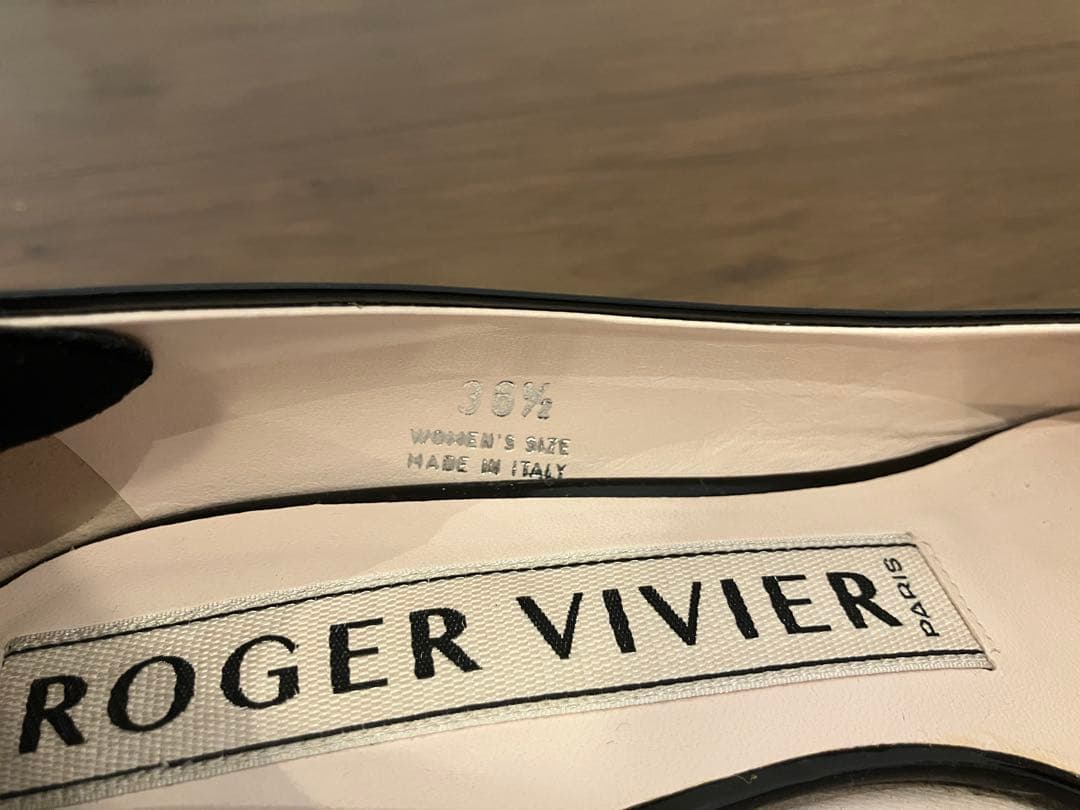 36½
WOMEN'S SIZE
MADE IN ITALY
ROGER VIVIER
PARIS